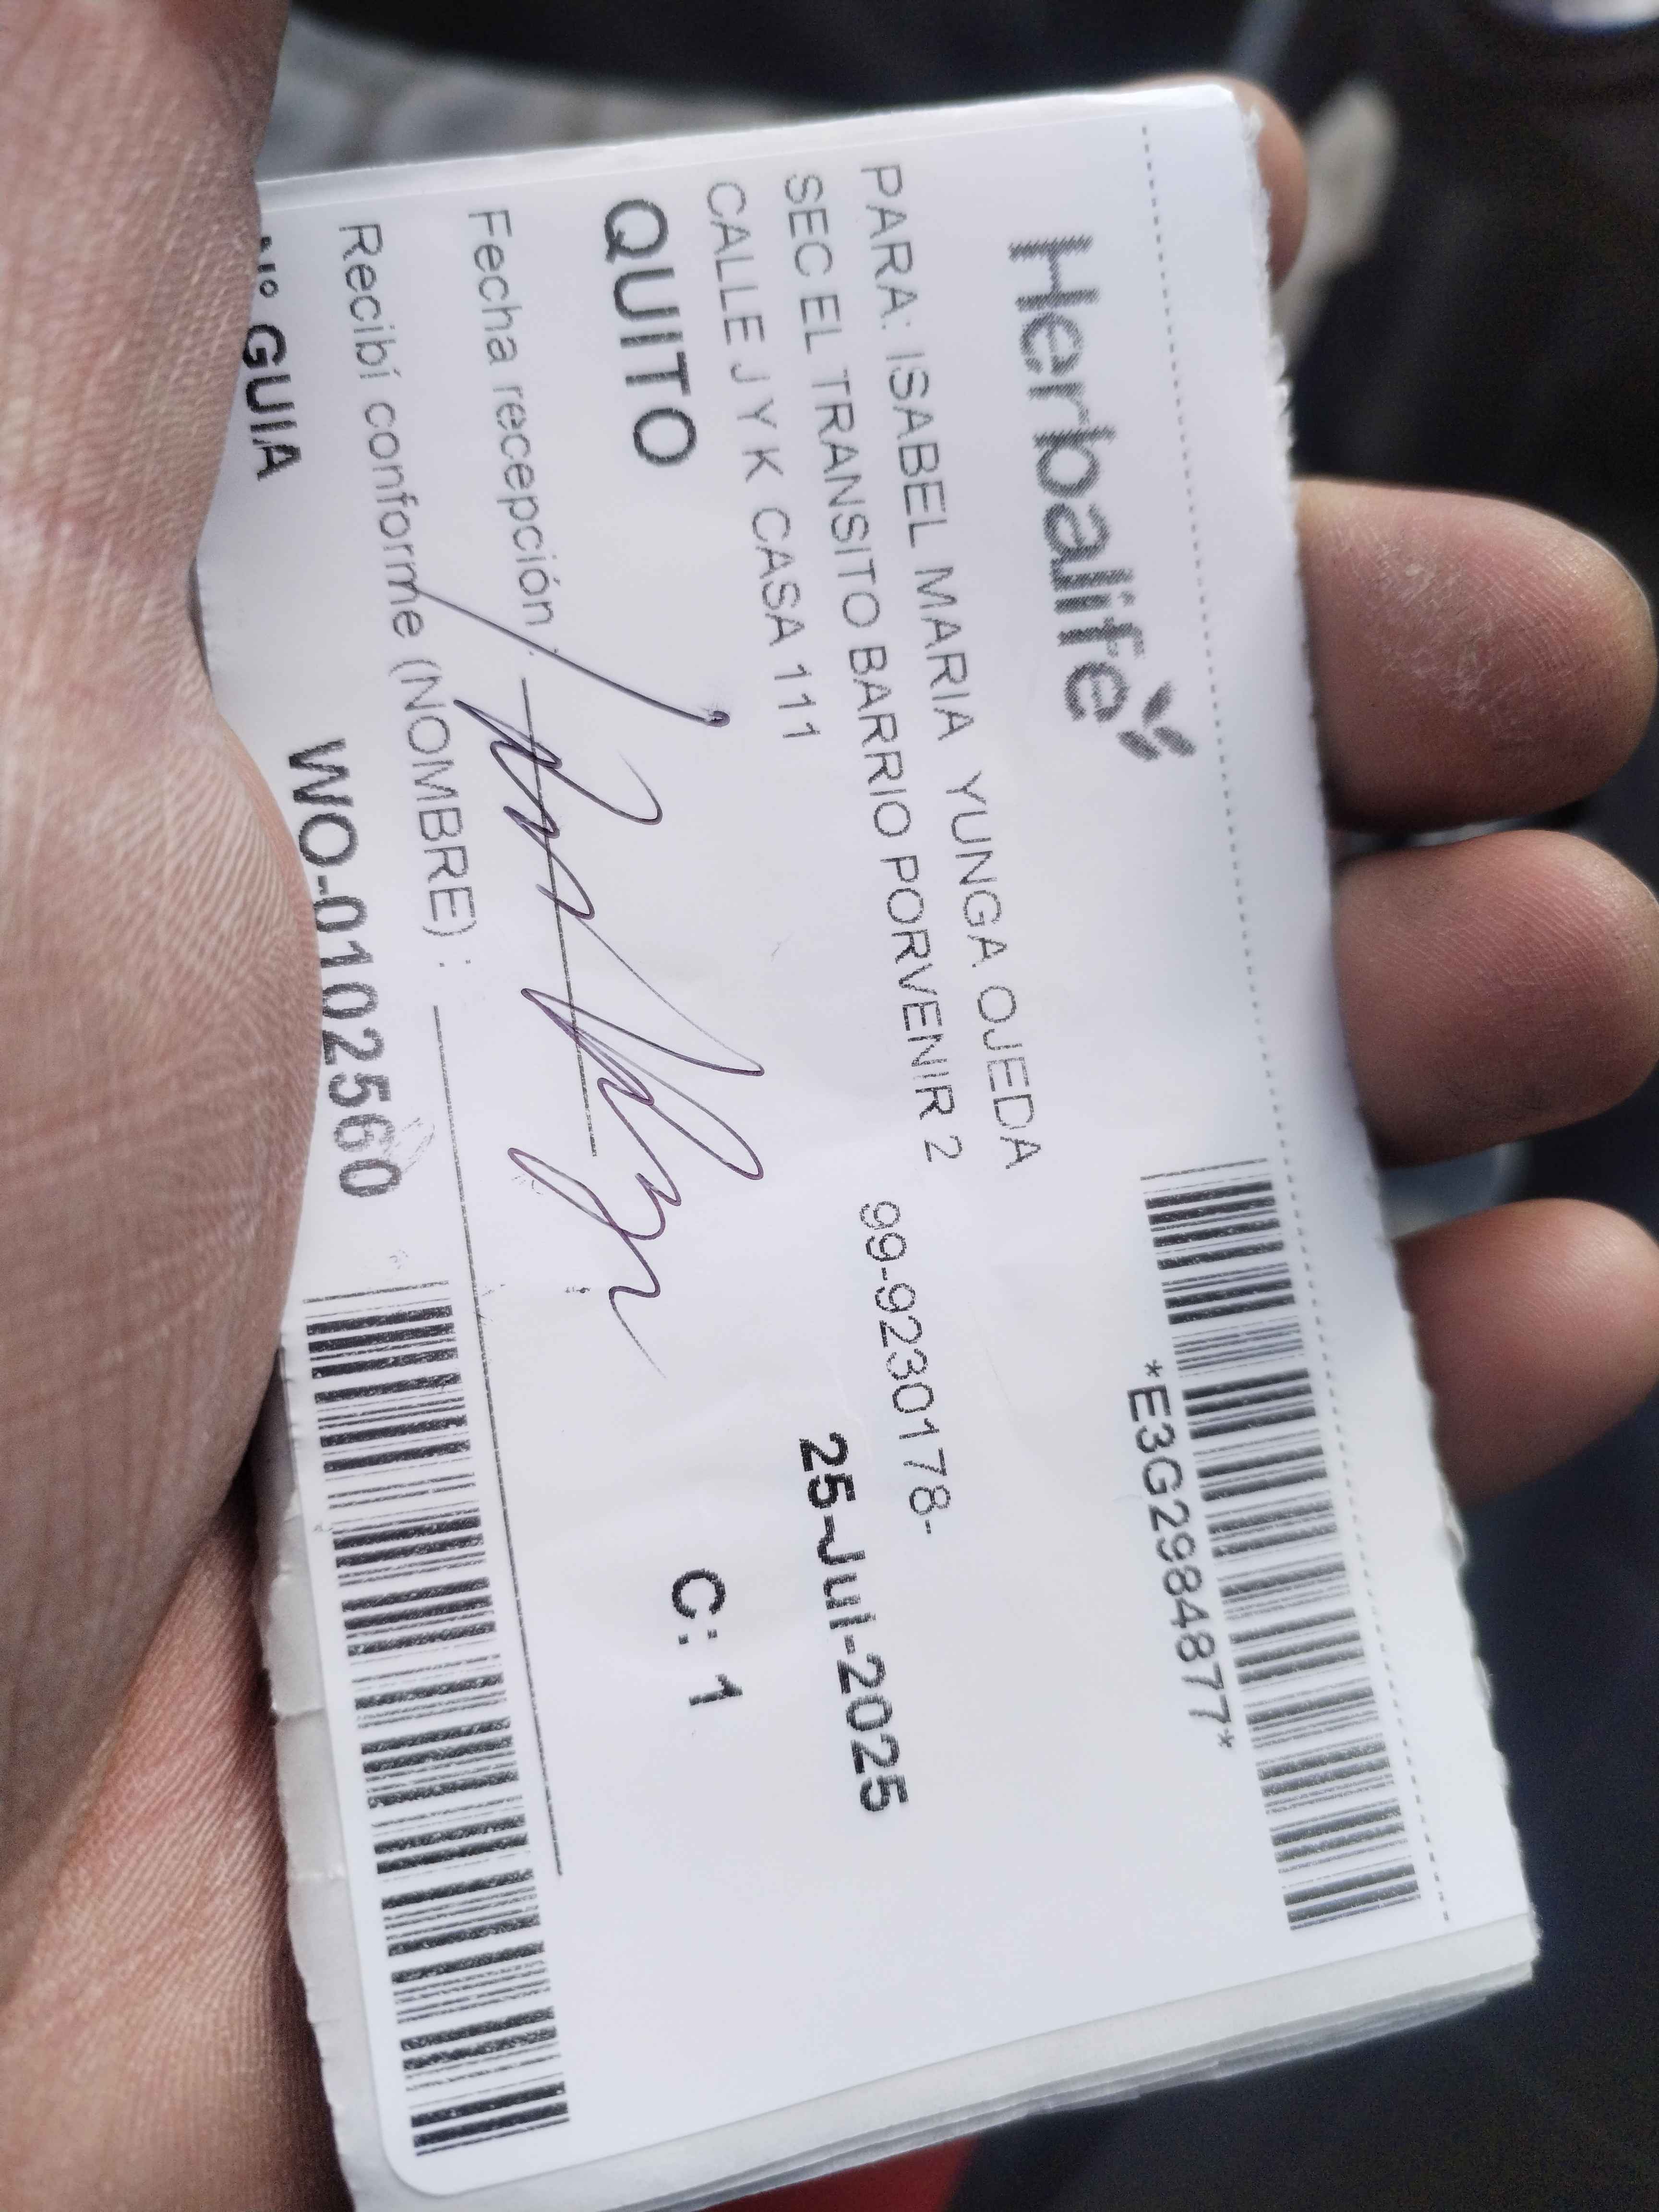 Herbalife
*E3G2984877*
PARA: ISABEL MARIA YUNGA OJEDA
SEC EL TRANSITO BARRIO PORVENIR 2
99-9230178-
CALLE J Y K CASA 111
25-Jul-2025
QUITO
C: 1
Fecha recepción :
Recibí conforme (NOMBRE) :
Nº GUIA
WO-0102560